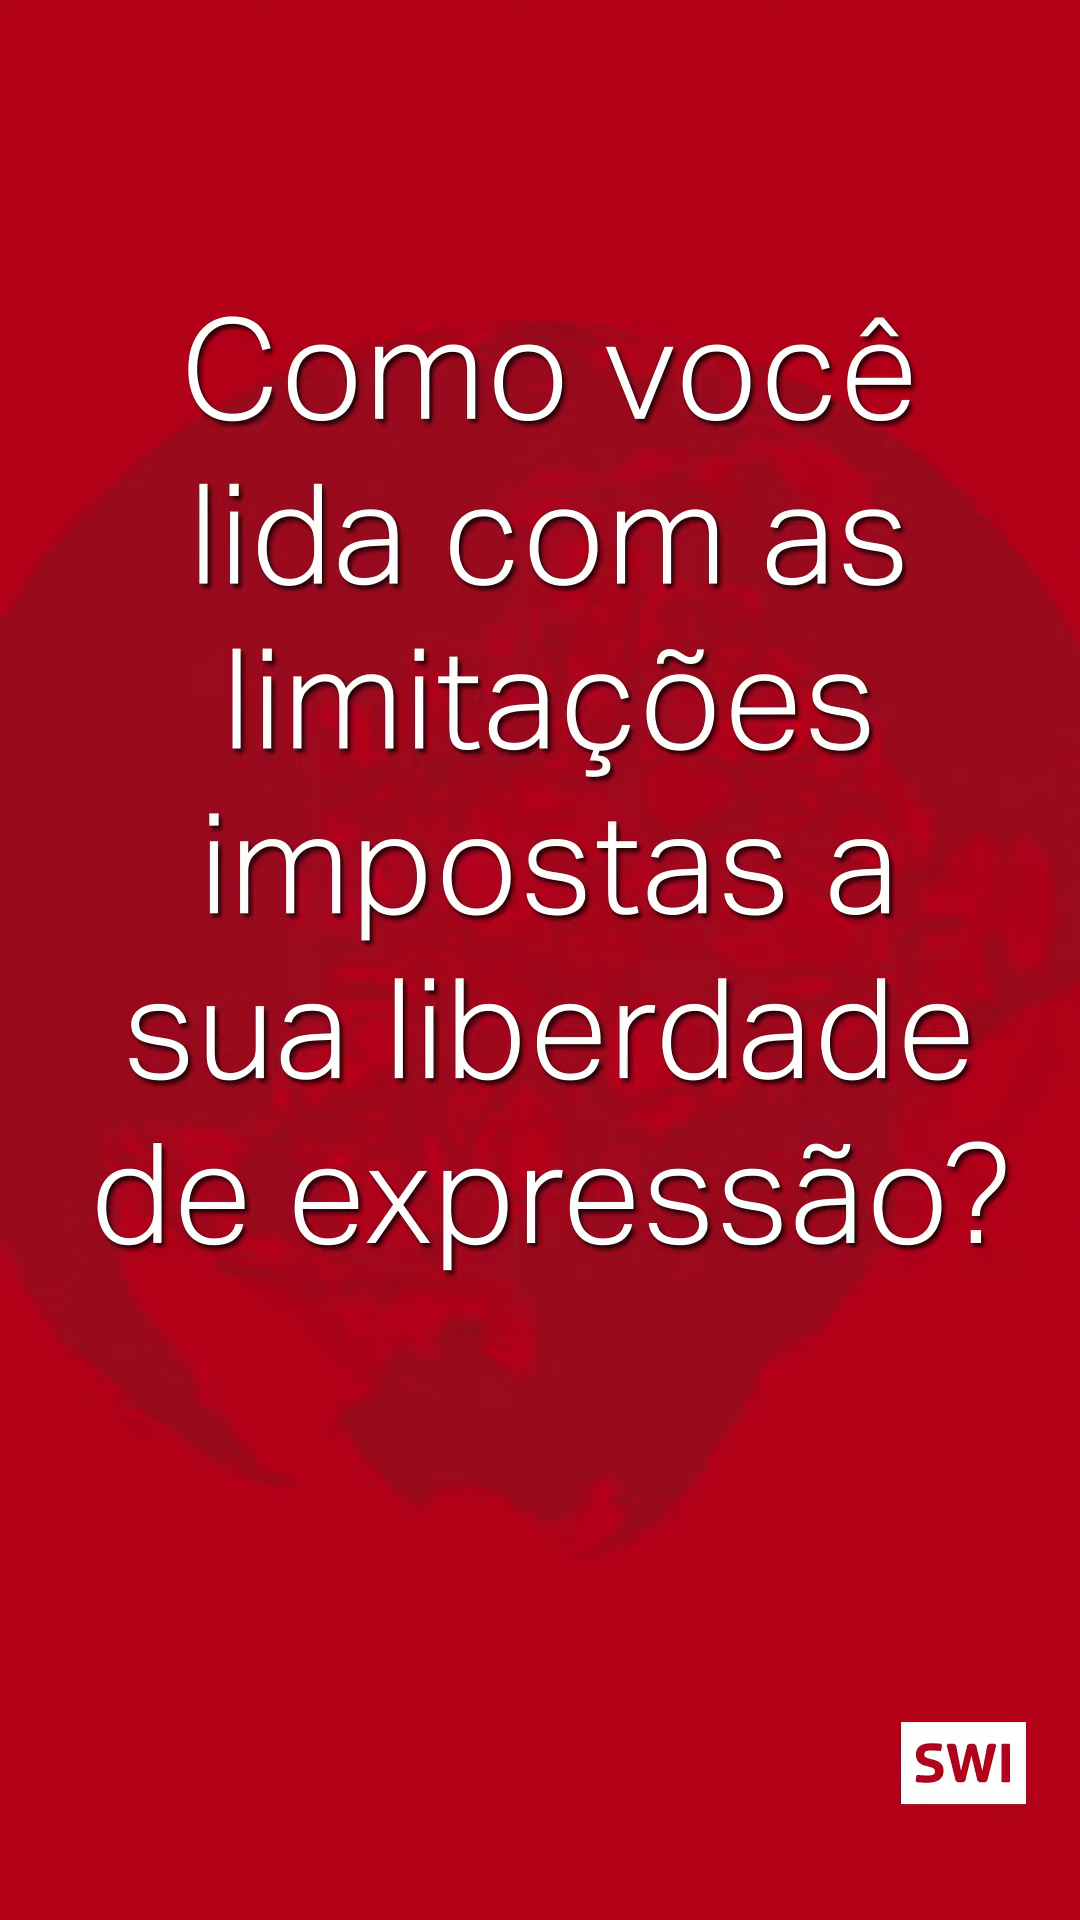 Como você
lida com as
limitações
impostas a
sua liberdade
de expressão?
SWI